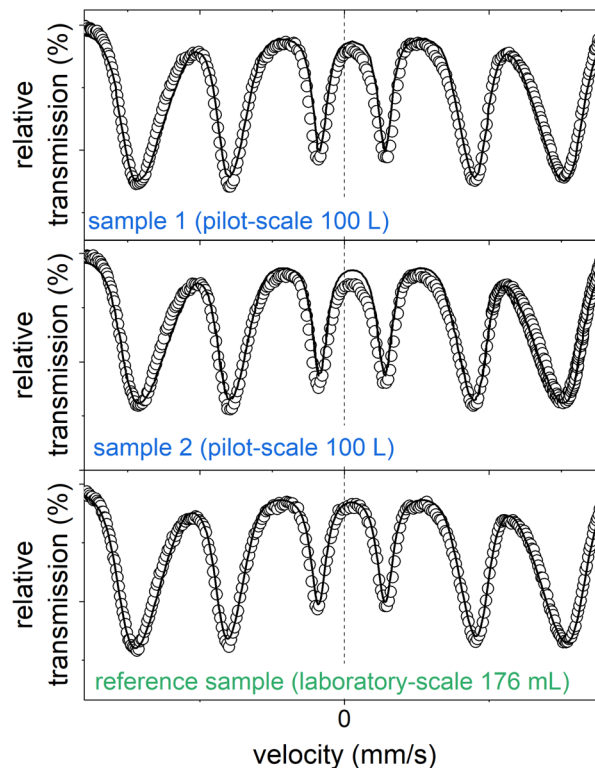 relative
transmission (%)
sample 1 (pilot-scale 100 L)
relative
transmission (%)
sample 2 (pilot-scale 100 L)
relative
transmission (%)
reference sample (laboratory-scale 176 mL)
0
velocity (mm/s)